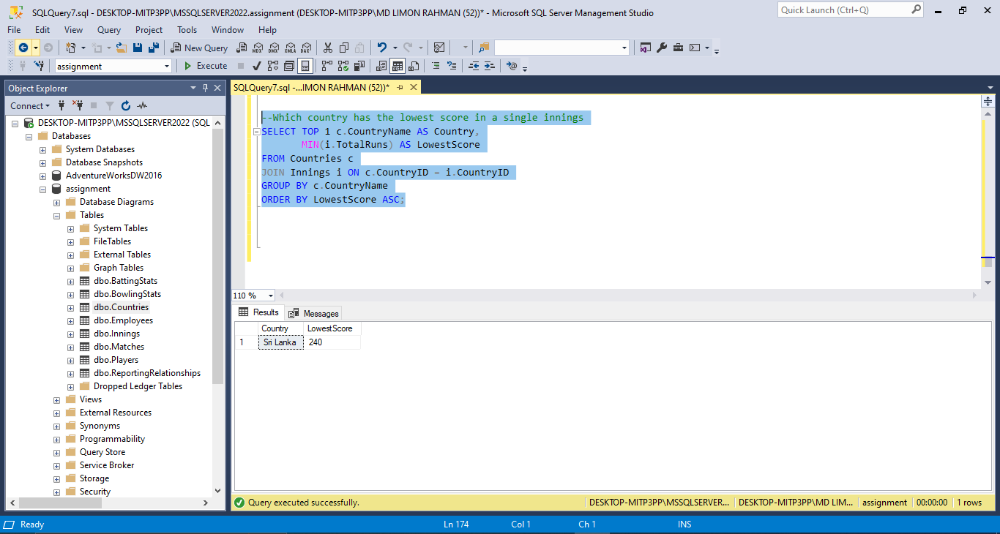 SQLQuery7.sql - DESKTOP-MITP3PP\MSSQLSERVER2022.assignment (DESKTOP-MITP3PP\MD LIMON RAHMAN (52))* - Microsoft SQL Server Management Studio
Quick Launch (Ctrl+Q)
File Edit View Query Project Tools Window Help
New Query MDX DMX XMLA DAX
assignment Execute
Object Explorer
SQLQuery7.sql -...IMON RAHMAN (52))*
Connect
DESKTOP-MITP3PP\MSSQLSERVER2022 (SQL
Databases
System Databases
Database Snapshots
AdventureWorksDW2016
assignment
Database Diagrams
Tables
System Tables
FileTables
External Tables
Graph Tables
dbo.BattingStats
dbo.BowlingStats
dbo.Countries
dbo.Employees
dbo.Innings
dbo.Matches
dbo.Players
dbo.ReportingRelationships
Dropped Ledger Tables
Views
External Resources
Synonyms
Programmability
Query Store
Service Broker
Storage
Security
--Which country has the lowest score in a single innings
SELECT TOP 1 c.CountryName AS Country,
MIN(i.TotalRuns) AS LowestScore
FROM Countries c
JOIN Innings i ON c.CountryID = i.CountryID
GROUP BY c.CountryName
ORDER BY LowestScore ASC;
110 %
Results Messages
Country LowestScore
1 Sri Lanka 240
Query executed successfully. DESKTOP-MITP3PP\MSSQLSERVER... DESKTOP-MITP3PP\MD LIM... assignment 00:00:00 1 rows
Ready Ln 174 Col 1 Ch 1 INS